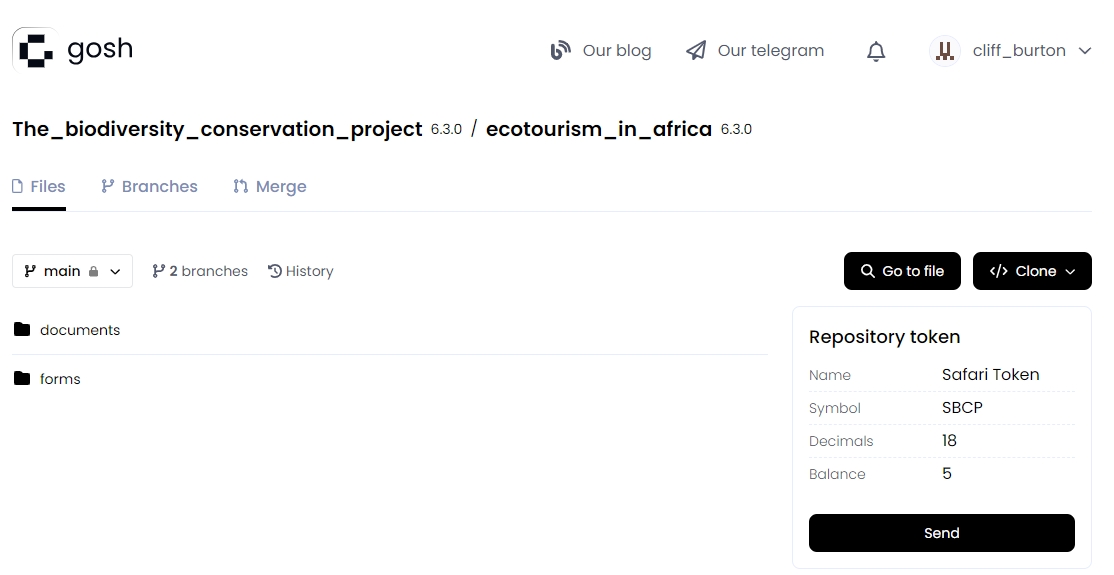 gosh
Our blog Our telegram cliff_burton
The_biodiversity_conservation_project 6.3.0 / ecotourism_in_africa 6.3.0
Files Branches Merge
main 2 branches History Go to file </> Clone
documents
forms
Repository token
Name Safari Token
Symbol SBCP
Decimals 18
Balance 5
Send